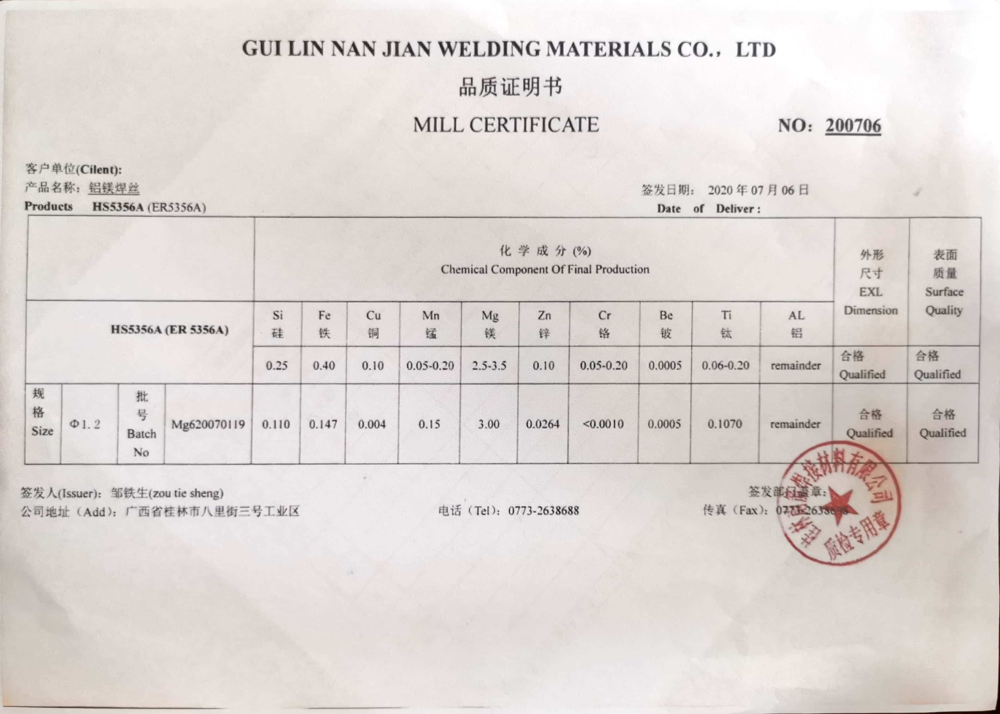 GUI LIN NAN JIAN WELDING MATERIALS CO., LTD
品质证明书
MILL CERTIFICATE
NO：200706
客户单位(Cilent):
产品名称：铝镁焊丝
签发日期： 2020年07月06日
Products HS5356A (ER5356A)
Date of Deliver :
化 学 成 分 (%)
Chemical Component Of Final Production
外形
尺寸
EXL
Dimension
表面
质量
Surface
Quality
HS5356A (ER 5356A)
Si Fe Cu Mn Mg Zn Cr Be Ti AL
硅 铁 铜 锰 镁 锌 铬 铍 钛 铝
0.25 0.40 0.10 0.05-0.20 2.5-3.5 0.10 0.05-0.20 0.0005 0.06-0.20 remainder
合格 合格
Qualified Qualified
规
格
Size
Φ1.2
批
号
Batch
No
Mg620070119 0.110 0.147 0.004 0.15 3.00 0.0264 <0.0010 0.0005 0.1070 remainder
合格 合格
Qualified Qualified
签发人(Issuer)：邹铁生(zou tie sheng)
签发部门盖章:
公司地址（Add）：广西省桂林市八里街三号工业区
电话（Tel）：0773-2638688
传真（Fax）：
焊接材料有限公司
质检专用章